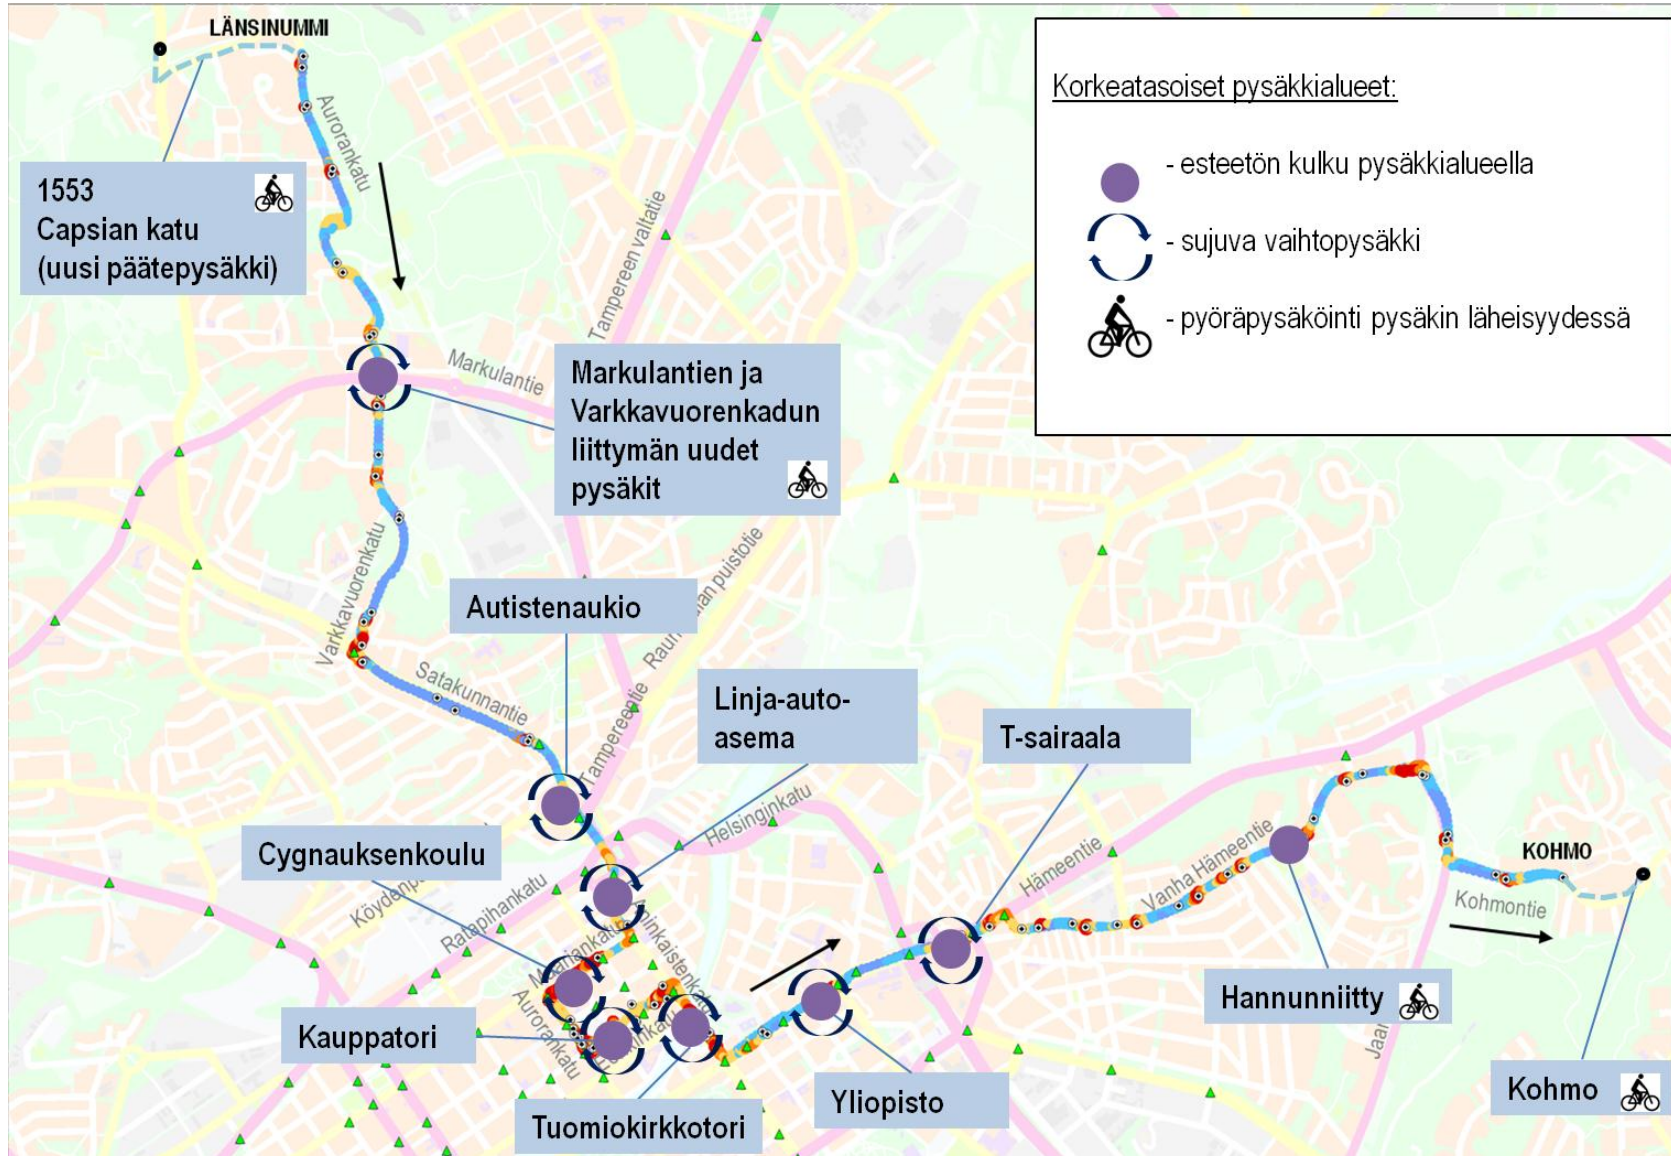 LÄNSINUMMI
Korkeatasoiset pysäkkialueet:
- esteetön kulku pysäkkialueella
- sujuva vaihtopysäkki
- pyöräpysäköinti pysäkin läheisyydessä
1553
Capsian katu
(uusi päätepysäkki)
Aurorankatu
Tampereen valtatie
Markulantie
Markulantien ja
Varkkavuorenkadun
liittymän uudet
pysäkit
Varkkavuorenkatu
Autistenaukio
puistotie
Satakunnantie
Tampereentie
Linja-auto-
asema
T-sairaala
Helsinginkatu
Hämeentie
Vanha Hämeentie
Cygnauksenkoulu
Ratapihankatu
KOHMO
Kohmontie
Aurorankatu
Kauppatori
Hannunniitty
Tuomiokirkkotori
Yliopisto
Kohmo